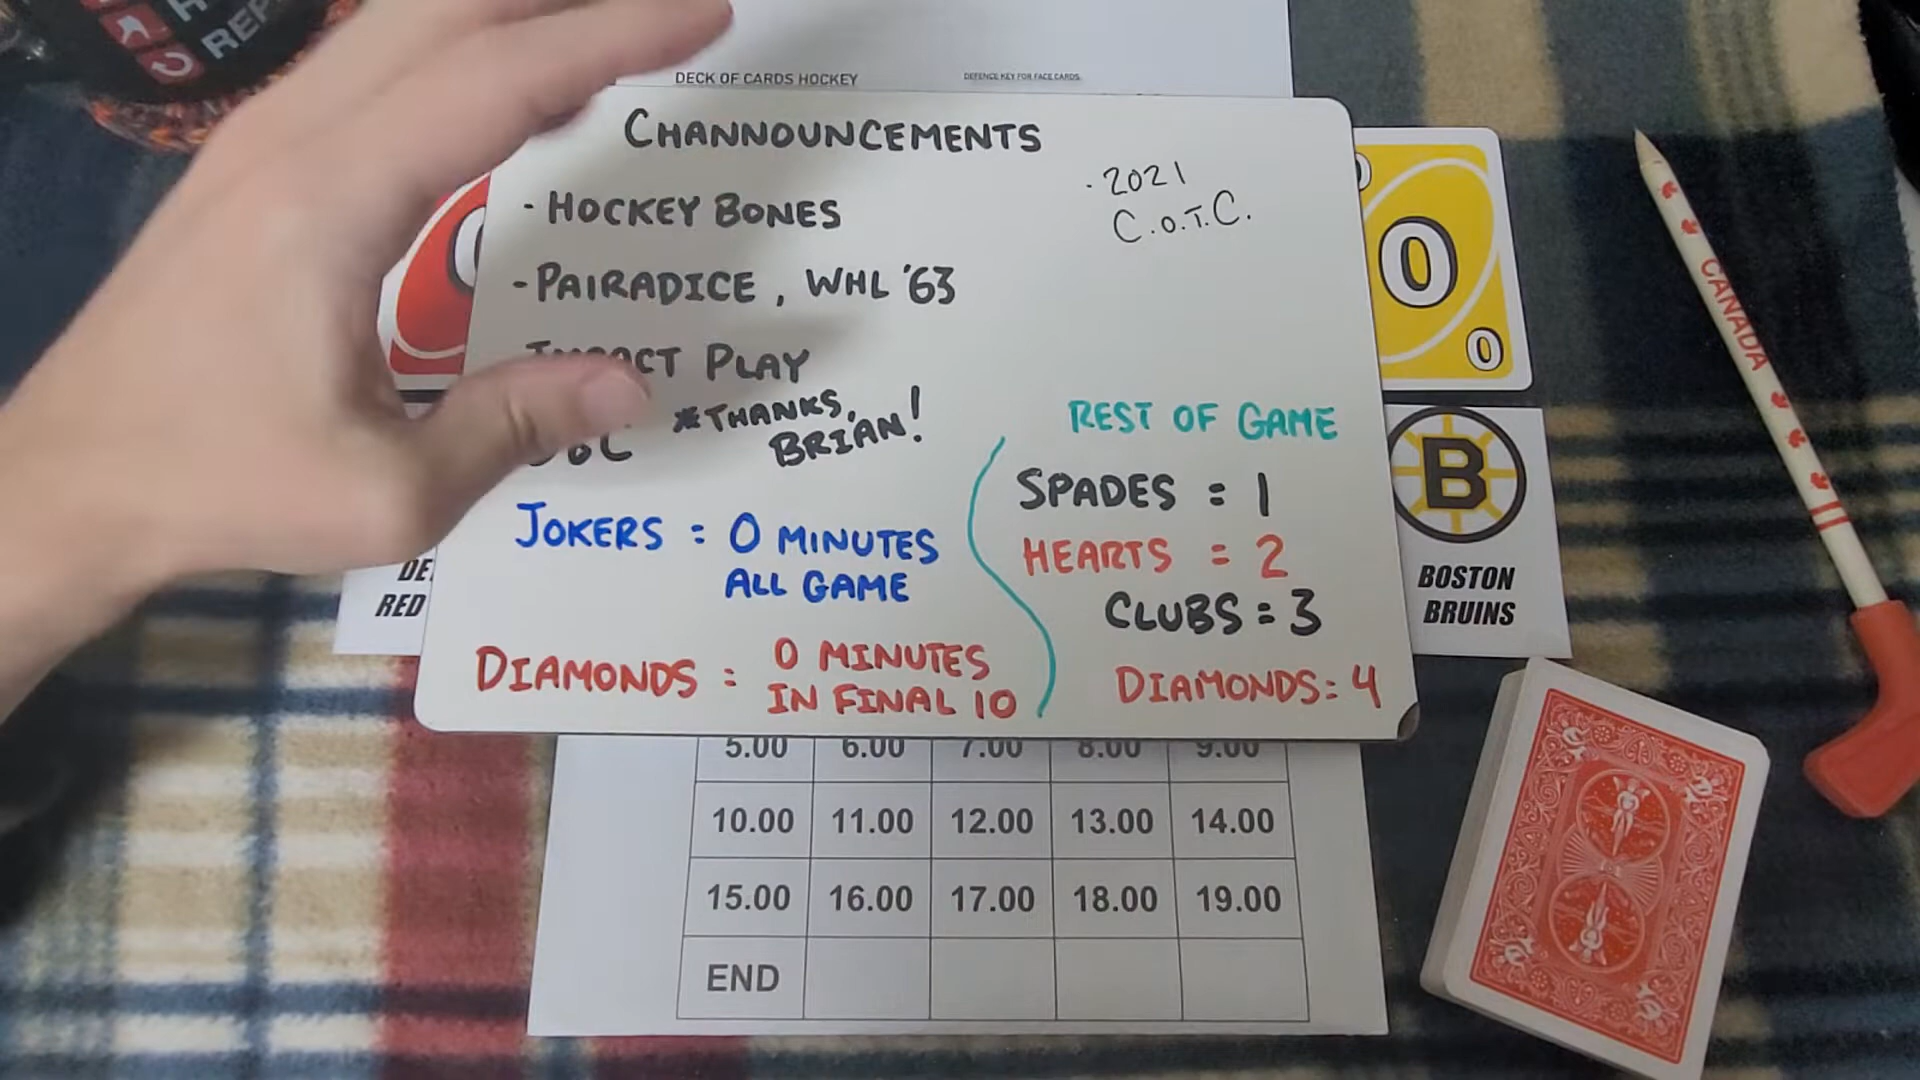 REP
DECK OF CARDS HOCKEY
DEFENCE KEY FOR FACE CARDS
CHANNOUNCEMENTS
- HOCKEY BONES
- PAIRADICE, WHL '63
PLAY
* THANKS, BRIAN!
· 2021
C.O.T.C.
JOKERS = 0 MINUTES
ALL GAME
DIAMONDS = 0 MINUTES
IN FINAL 10
REST OF GAME
SPADES = 1
HEARTS = 2
CLUBS = 3
DIAMONDS = 4
0
0
B
BOSTON
BRUINS
RED
CANADA
5.00 6.00 7.00 8.00 9.00
10.00 11.00 12.00 13.00 14.00
15.00 16.00 17.00 18.00 19.00
END